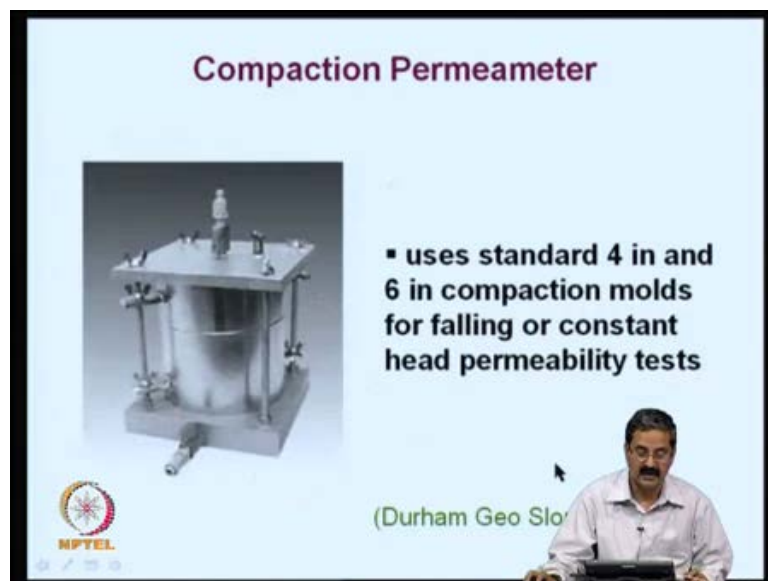 Compaction Permeameter
▪ uses standard 4 in and
6 in compaction molds
for falling or constant
head permeability tests
(Durham Geo
NPTEL